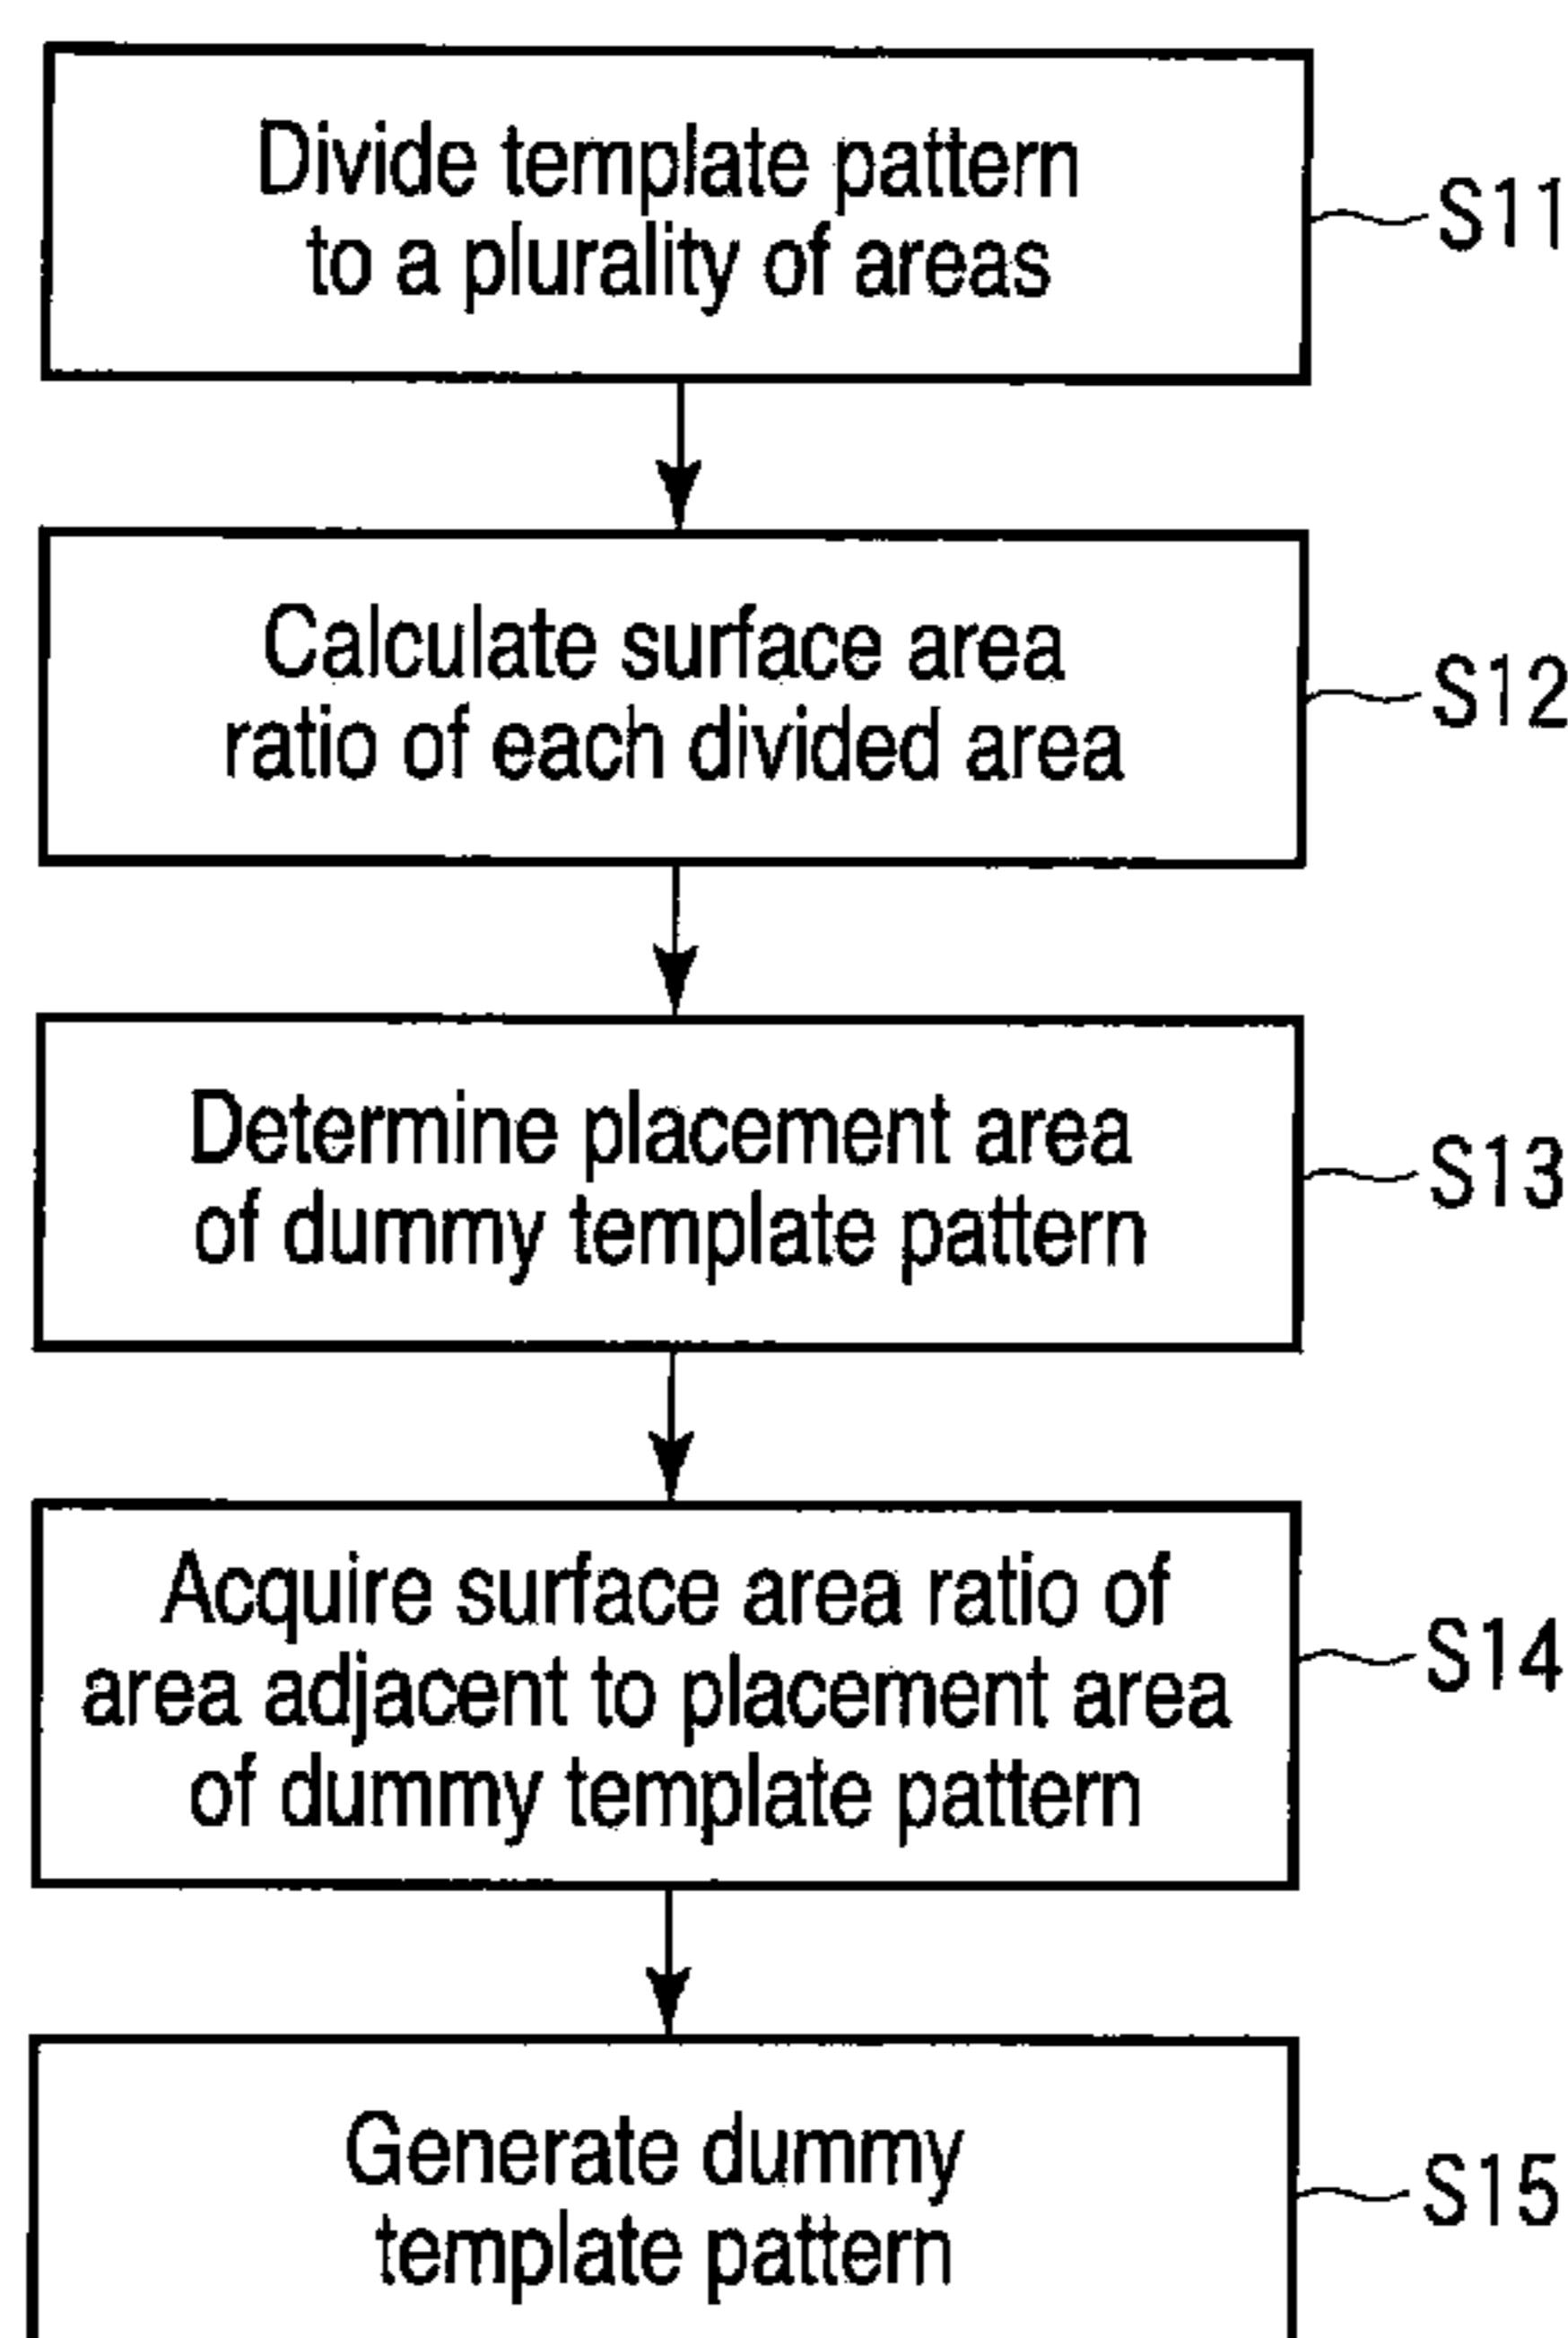 Divide template pattern
to a plurality of areas
S11
Calculate surface area
ratio of each divided area
S12
Determine placement area
of dummy template pattern
S13
Acquire surface area ratio of
area adjacent to placement area
of dummy template pattern
S14
Generate dummy
template pattern
S15